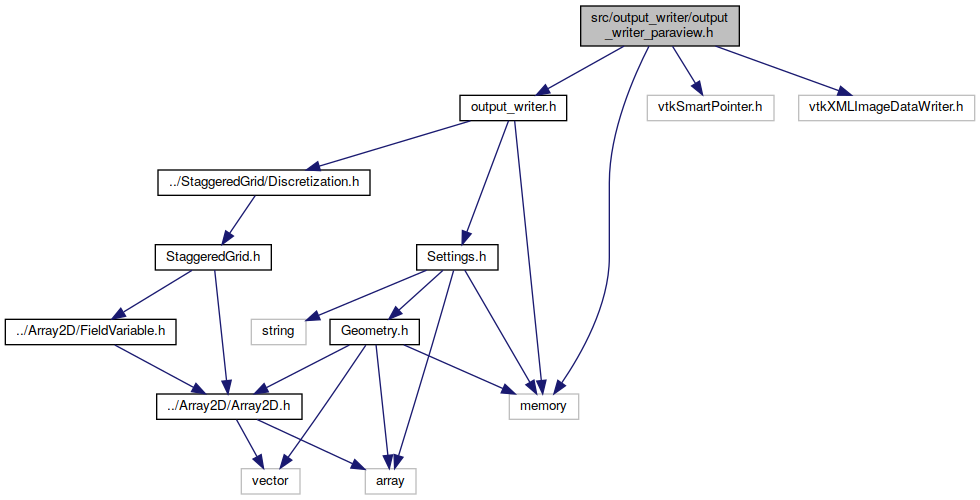 src/output_writer/output
_writer_paraview.h
output_writer.h
vtkSmartPointer.h
vtkXMLImageDataWriter.h
../StaggeredGrid/Discretization.h
StaggeredGrid.h
Settings.h
../Array2D/FieldVariable.h
string
Geometry.h
../Array2D/Array2D.h
memory
vector
array